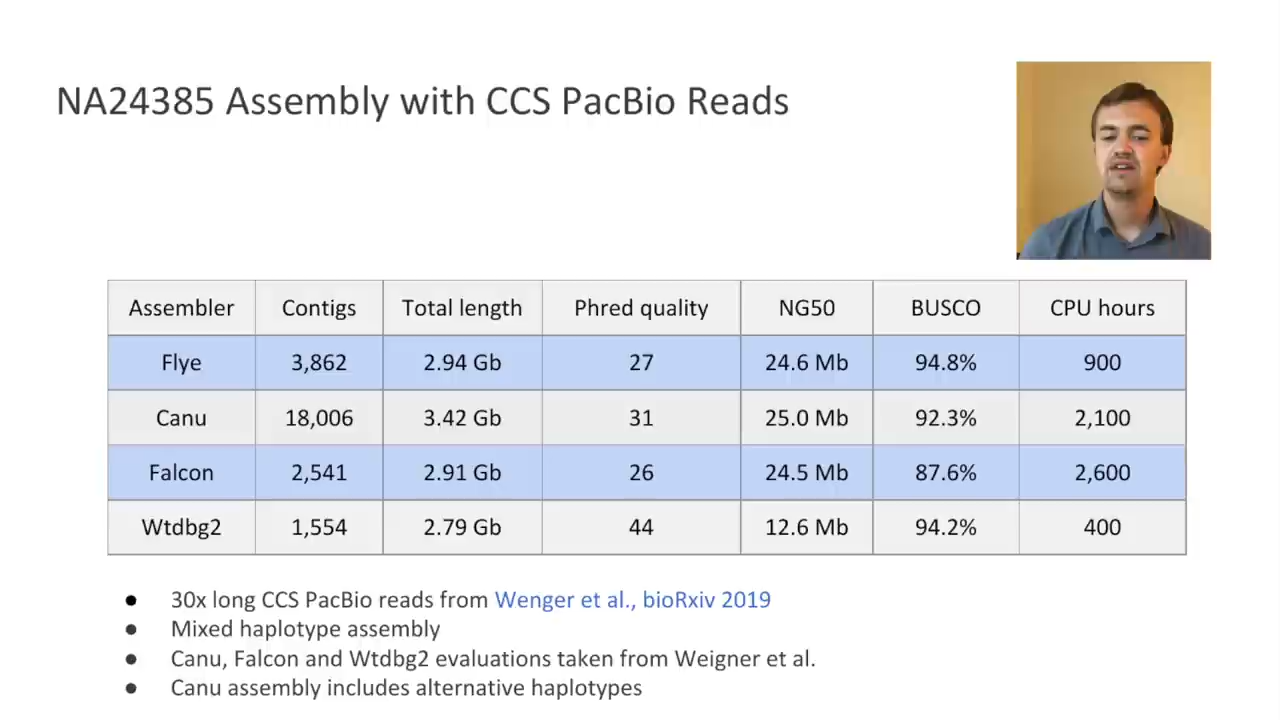 NA24385 Assembly with CCS PacBio Reads
Assembler Contigs Total length Phred quality NG50 BUSCO CPU hours
Flye 3,862 2.94 Gb 27 24.6 Mb 94.8% 900
Canu 18,006 3.42 Gb 31 25.0 Mb 92.3% 2,100
Falcon 2,541 2.91 Gb 26 24.5 Mb 87.6% 2,600
Wtdbg2 1,554 2.79 Gb 44 12.6 Mb 94.2% 400
● 30x long CCS PacBio reads from Wenger et al., bioRxiv 2019
● Mixed haplotype assembly
● Canu, Falcon and Wtdbg2 evaluations taken from Weigner et al.
● Canu assembly includes alternative haplotypes